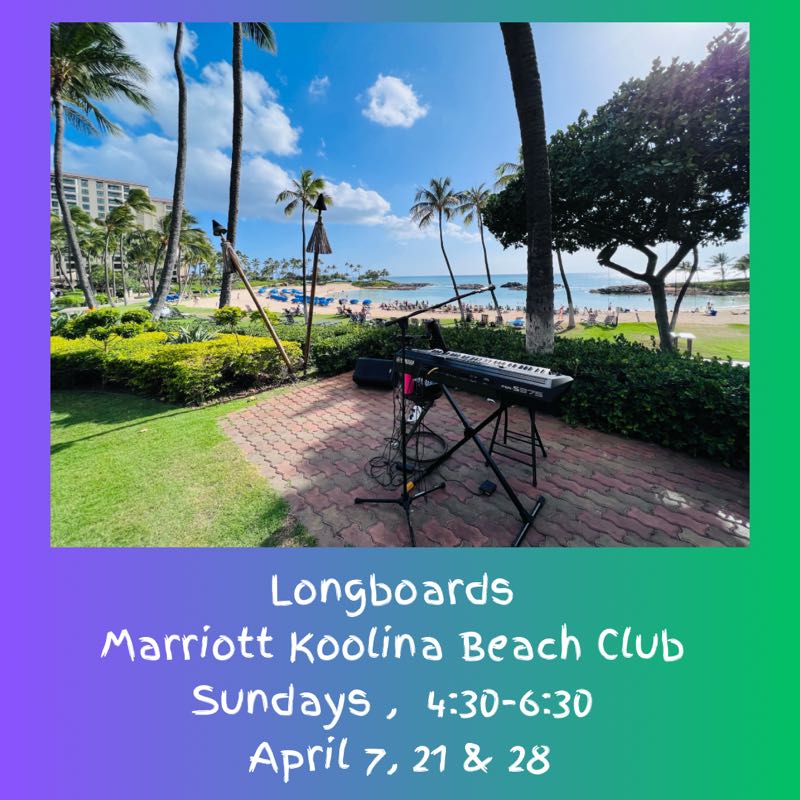 Longboards
Marriott Koolina Beach Club
Sundays , 4:30-6:30
April 7, 21 & 28